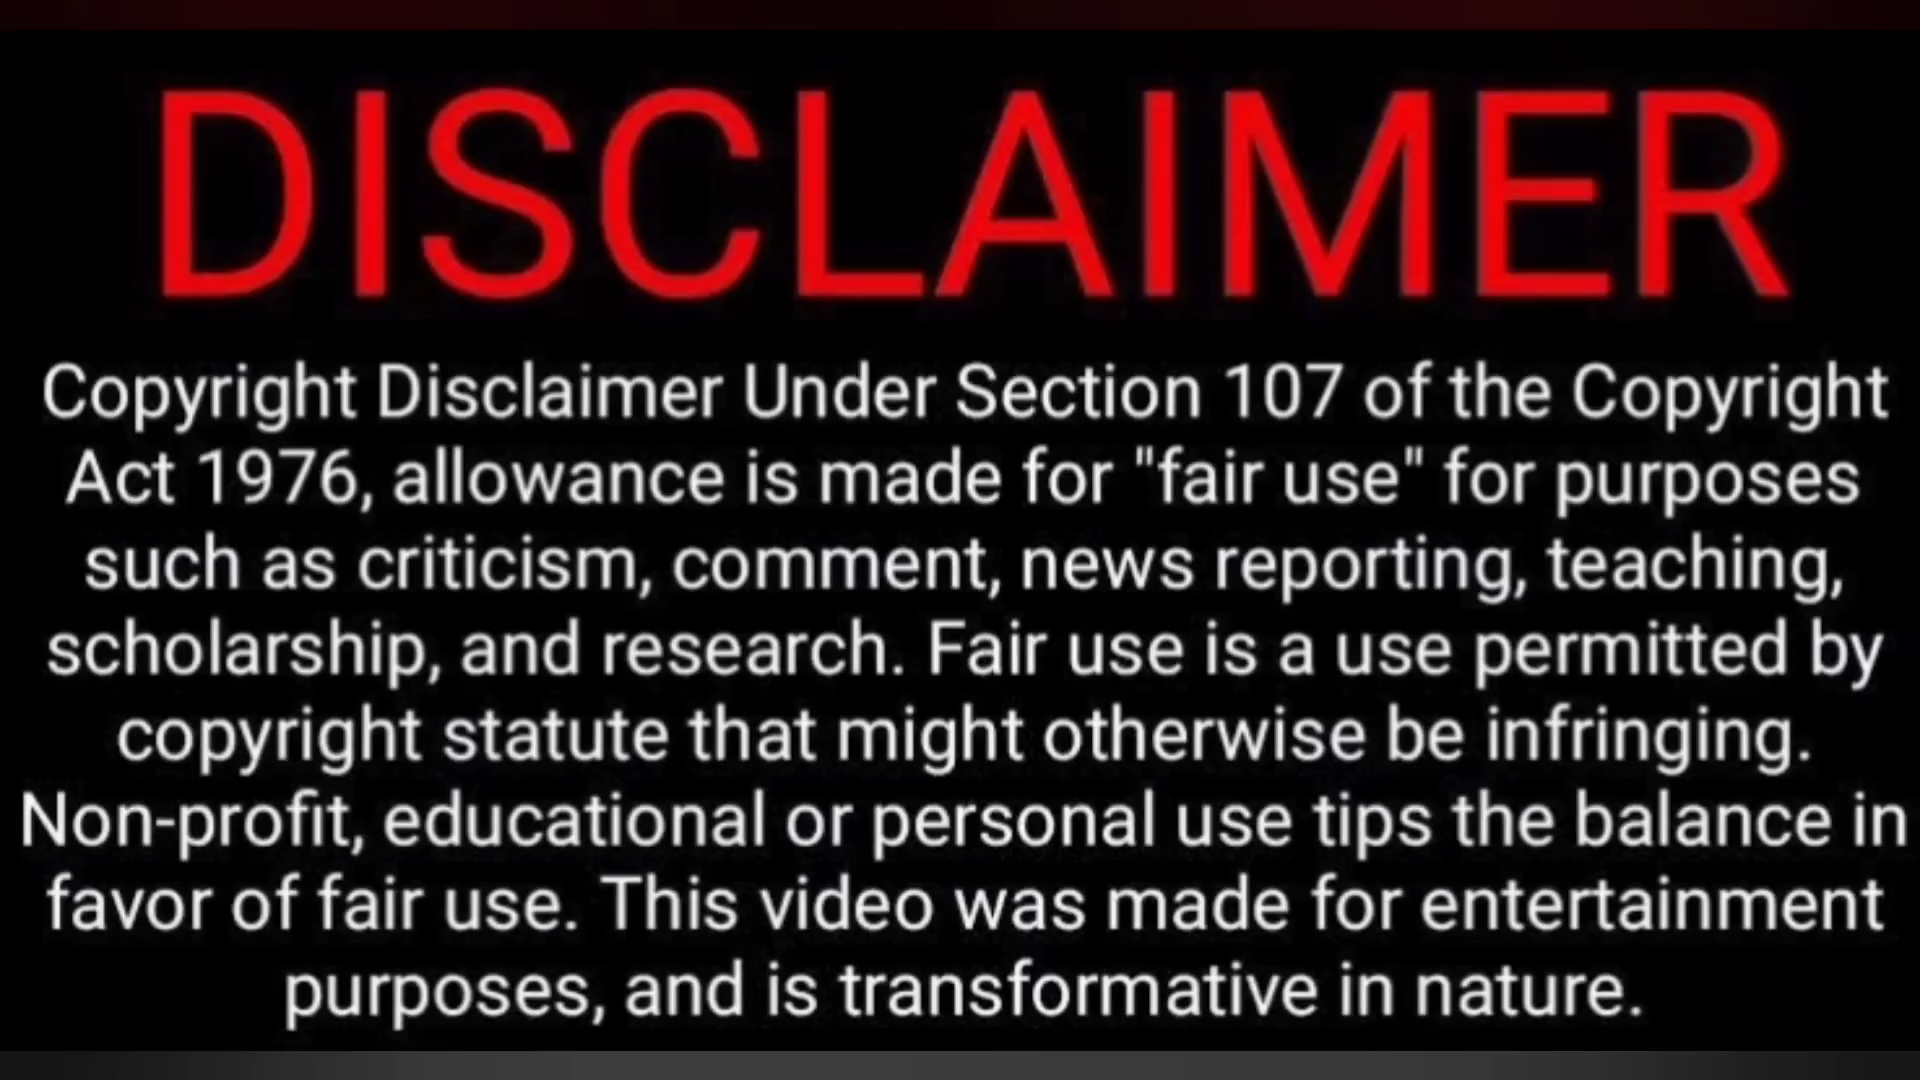 DISCLAIMER
Copyright Disclaimer Under Section 107 of the Copyright
Act 1976, allowance is made for "fair use" for purposes
such as criticism, comment, news reporting, teaching,
scholarship, and research. Fair use is a use permitted by
copyright statute that might otherwise be infringing.
Non-profit, educational or personal use tips the balance in
favor of fair use. This video was made for entertainment
purposes, and is transformative in nature.